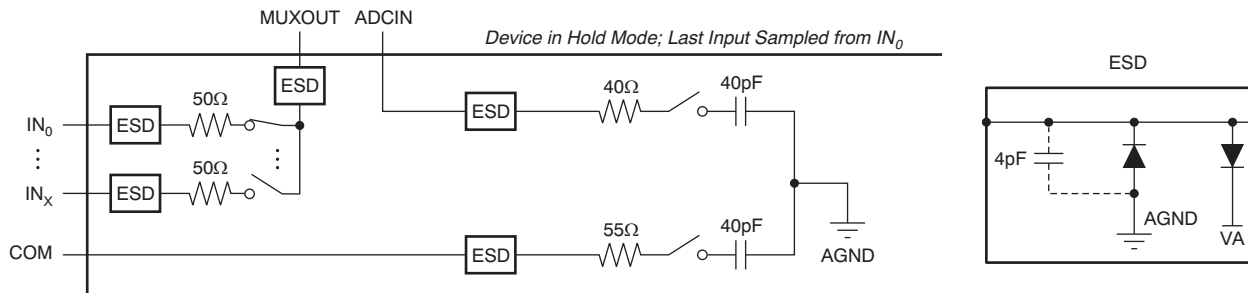 MUXOUT ADCIN
Device in Hold Mode; Last Input Sampled from IN0
ESD
ESD
50Ω
40Ω
40pF
IN0
ESD
ESD
50Ω
INX
ESD
4pF
AGND
VA
55Ω
40pF
COM
ESD
AGND